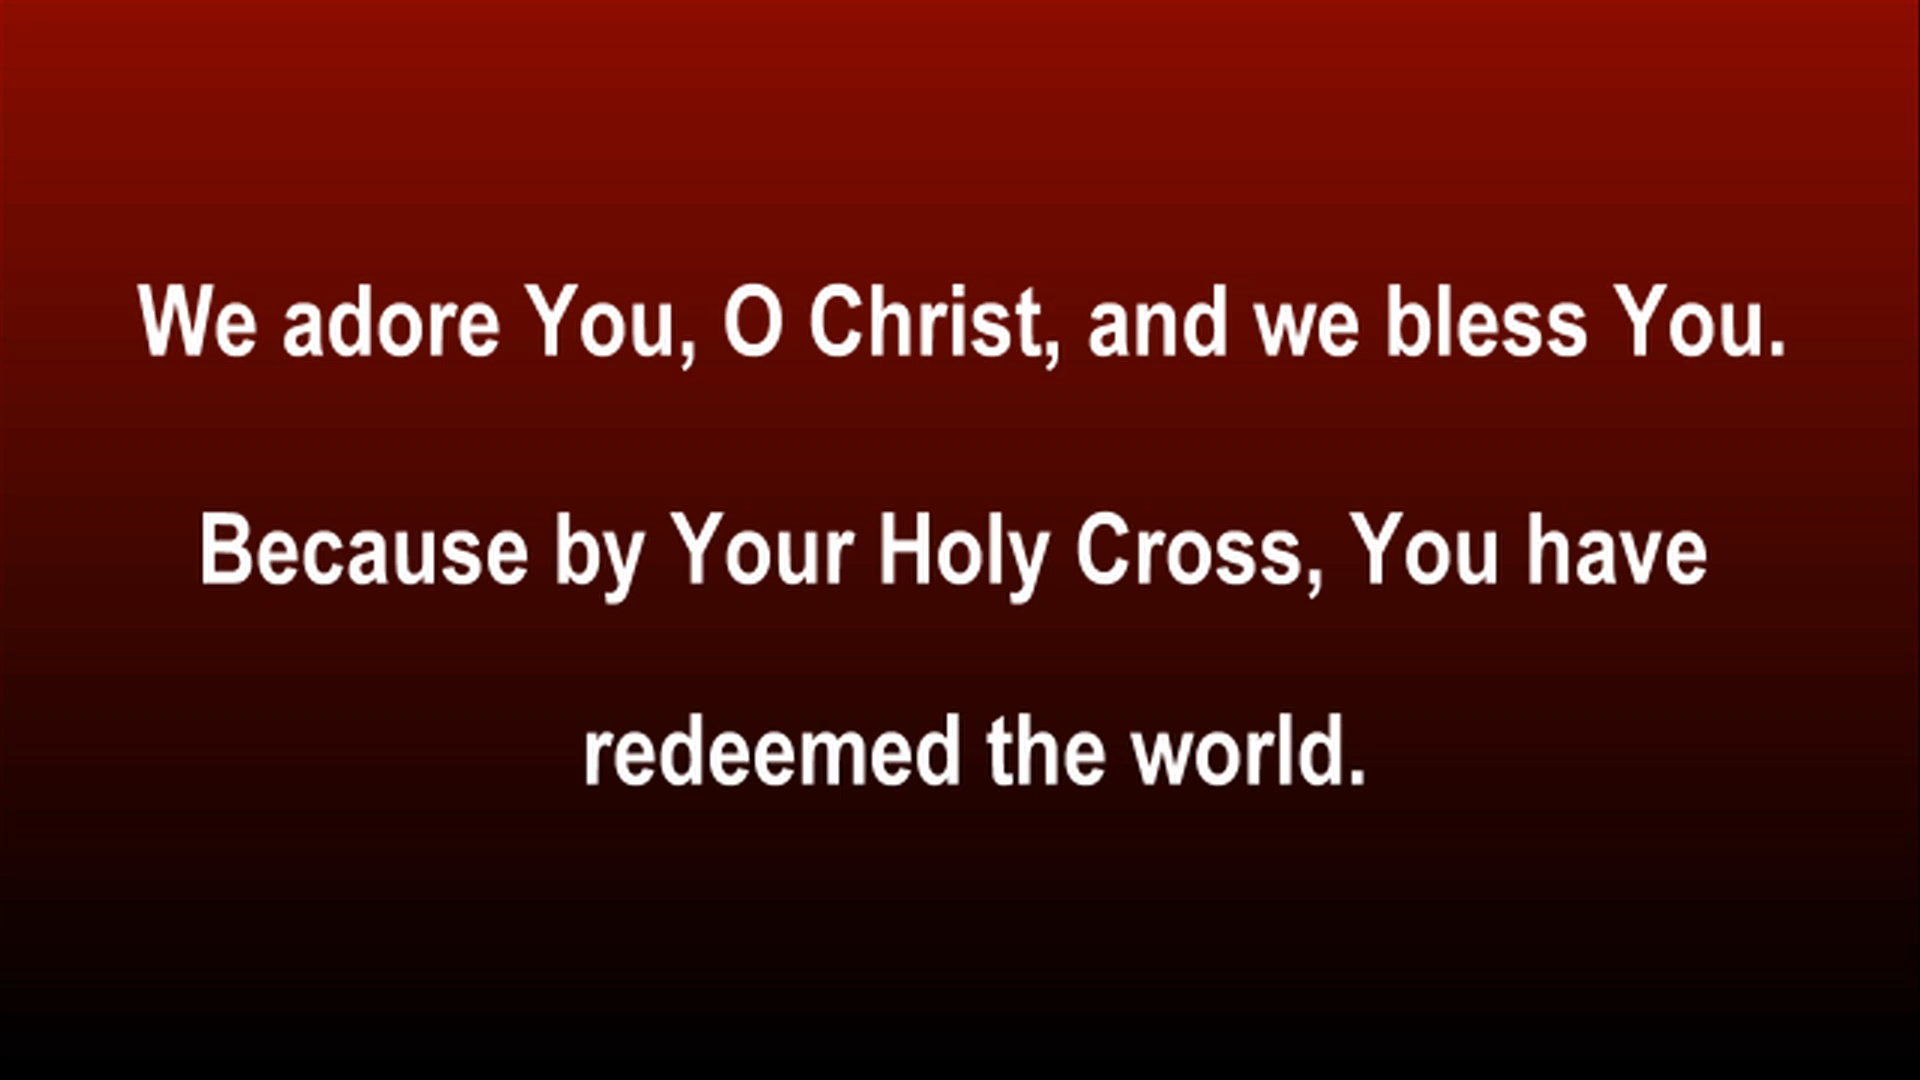 We adore You, O Christ, and we bless You.
Because by Your Holy Cross, You have
redeemed the world.